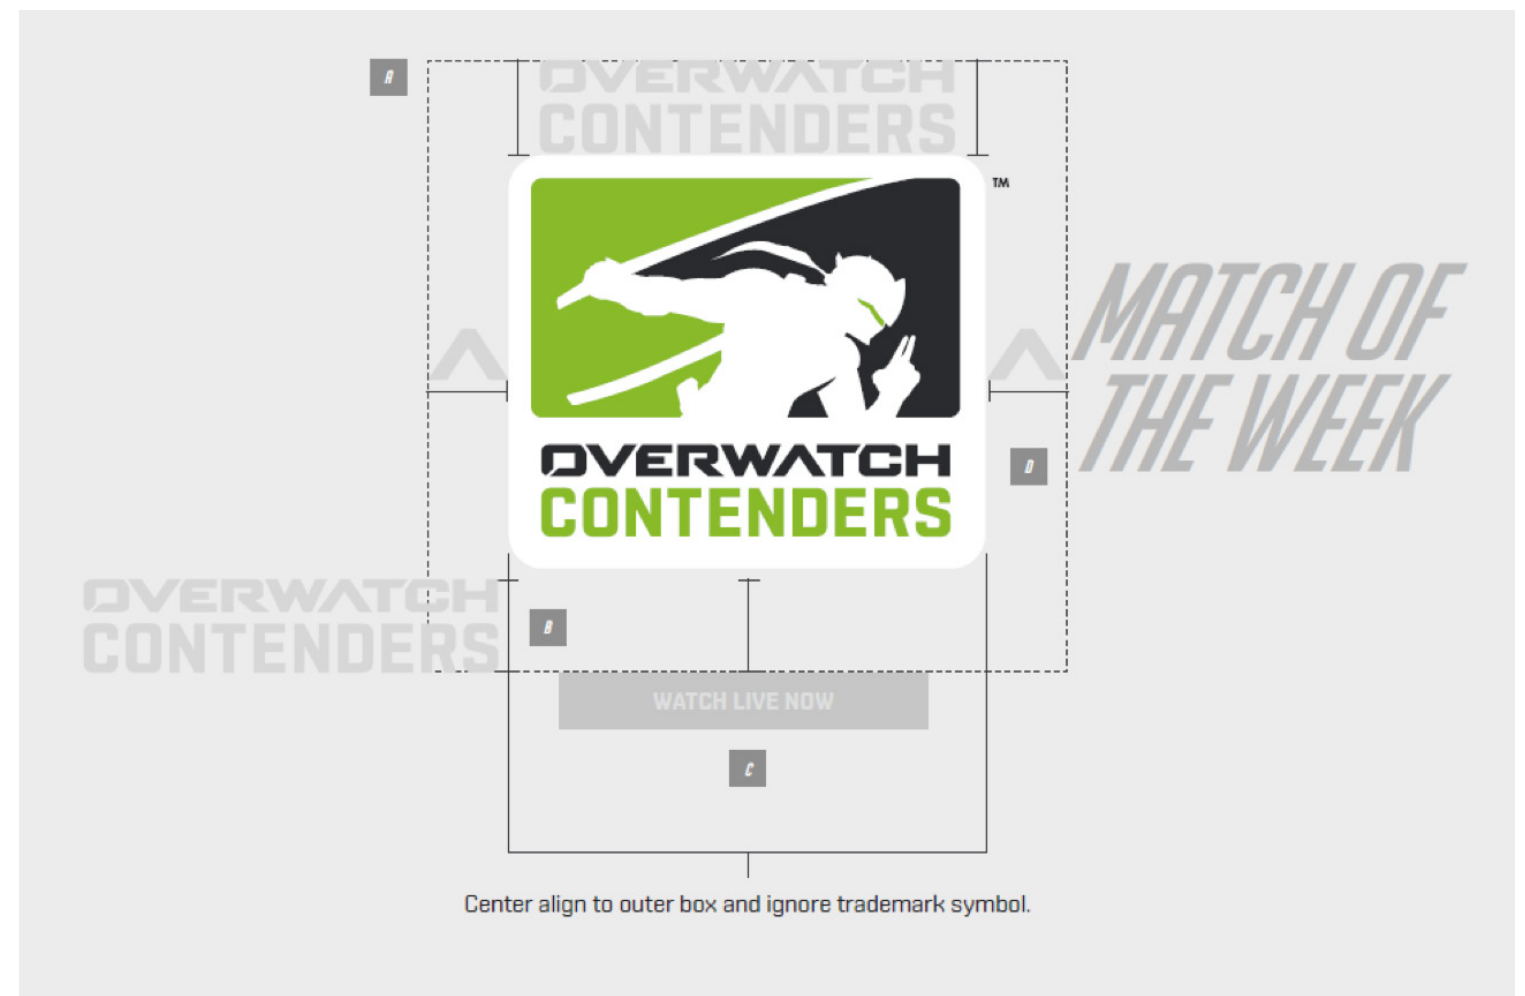 A
OVERWATCH
CONTENDERS
TM
MATCH OF
THE WEEK
OVERWATCH
CONTENDERS
D
OVERWATCH
CONTENDERS
B
WATCH LIVE NOW
C
Center align to outer box and ignore trademark symbol.